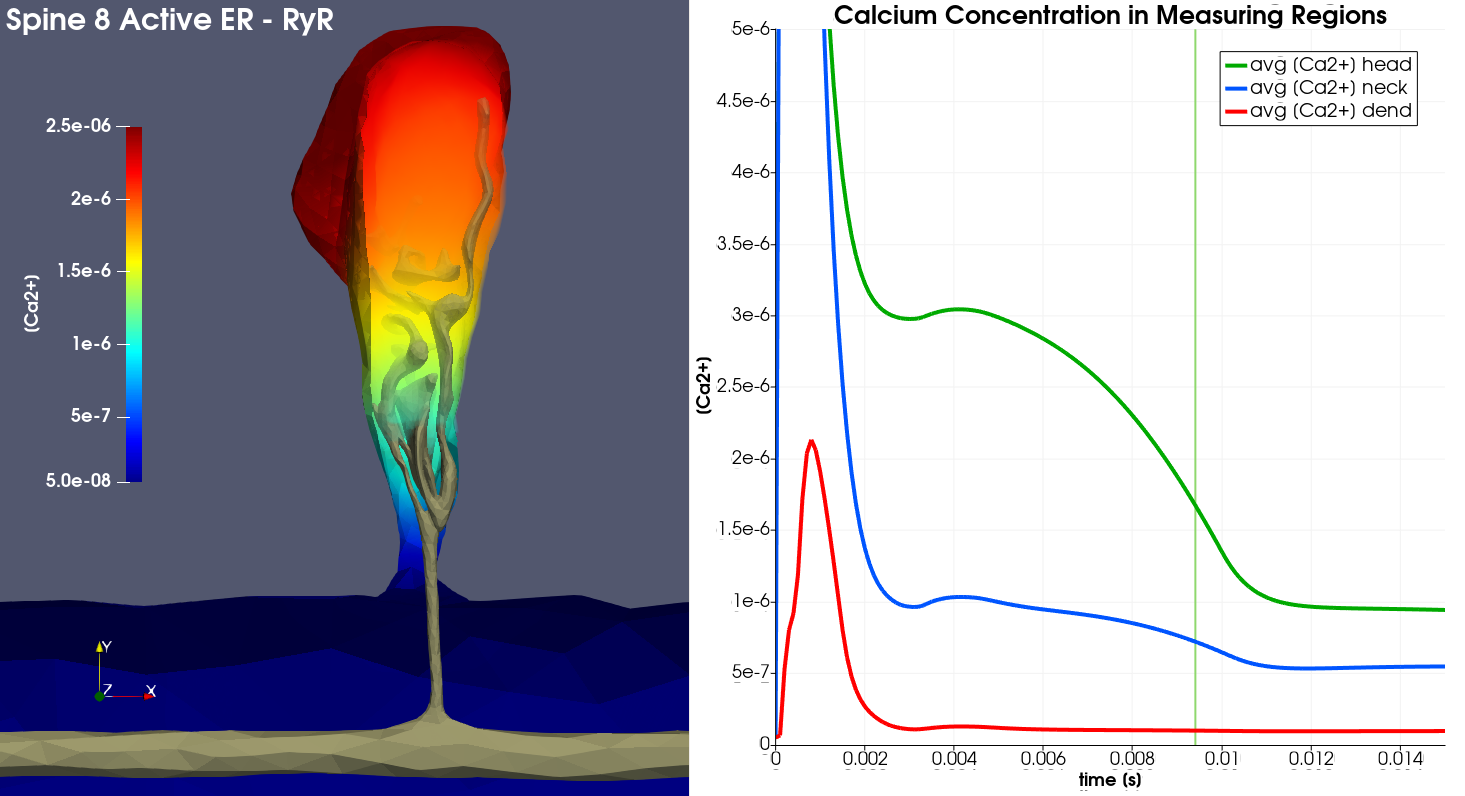 Spine 8 Active ER - RyR
2.5e-06
2e-6
1.5e-6
1e-6
5e-7
5.0e-08
(Ca2+)
Y
Z
X
Calcium Concentration in Measuring Regions
avg (Ca2+) head
avg (Ca2+) neck
avg (Ca2+) dend
5e-6
4.5e-6
4e-6
3.5e-6
3e-6
2.5e-6
2e-6
1.5e-6
1e-6
5e-7
0
(Ca2+)
0 0.002 0.004 0.006 0.008 0.01 0.012 0.014
time (s)